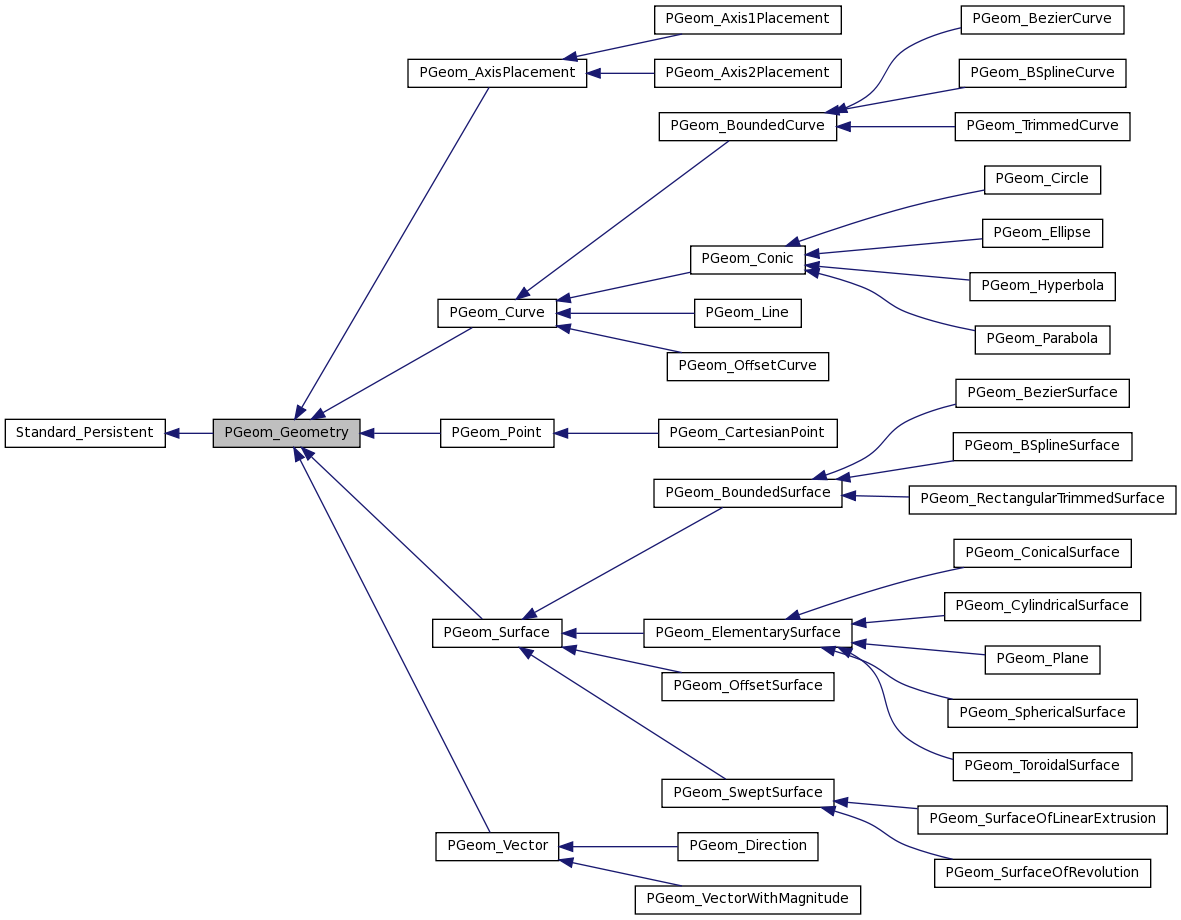 PGeom_Axis1Placement
PGeom_BezierCurve
PGeom_AxisPlacement
PGeom_Axis2Placement
PGeom_BSplineCurve
PGeom_BoundedCurve
PGeom_TrimmedCurve
PGeom_Circle
PGeom_Ellipse
PGeom_Conic
PGeom_Hyperbola
PGeom_Curve
PGeom_Line
PGeom_Parabola
PGeom_OffsetCurve
PGeom_BezierSurface
Standard_Persistent
PGeom_Geometry
PGeom_Point
PGeom_CartesianPoint
PGeom_BSplineSurface
PGeom_BoundedSurface
PGeom_RectangularTrimmedSurface
PGeom_ConicalSurface
PGeom_CylindricalSurface
PGeom_Surface
PGeom_ElementarySurface
PGeom_Plane
PGeom_OffsetSurface
PGeom_SphericalSurface
PGeom_ToroidalSurface
PGeom_SweptSurface
PGeom_SurfaceOfLinearExtrusion
PGeom_Vector
PGeom_Direction
PGeom_SurfaceOfRevolution
PGeom_VectorWithMagnitude